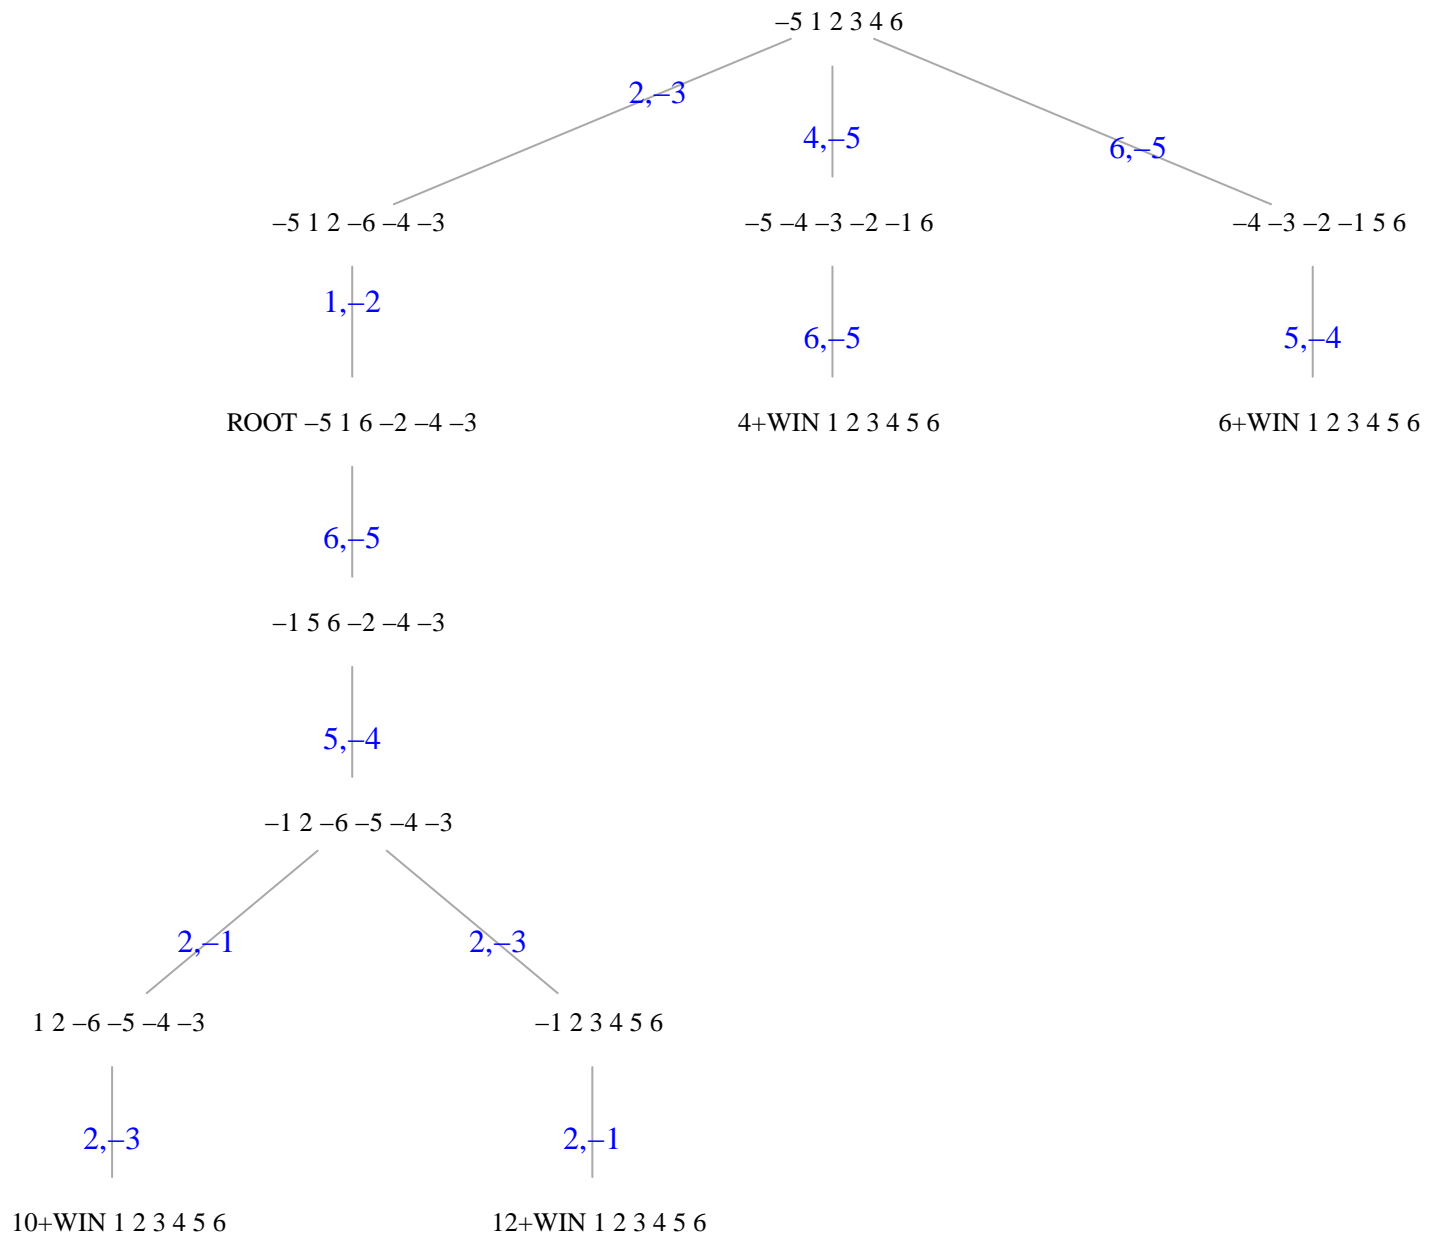 –5 1 2 3 4 6
2,–3
4,–5
6,–5
–5 1 2 –6 –4 –3
–5 –4 –3 –2 –1 6
–4 –3 –2 –1 5 6
1,–2
6,–5
5,–4
ROOT –5 1 6 –2 –4 –3
4+WIN 1 2 3 4 5 6
6+WIN 1 2 3 4 5 6
6,–5
–1 5 6 –2 –4 –3
5,–4
–1 2 –6 –5 –4 –3
2,–1
2,–3
1 2 –6 –5 –4 –3
–1 2 3 4 5 6
2,–3
2,–1
10+WIN 1 2 3 4 5 6
12+WIN 1 2 3 4 5 6